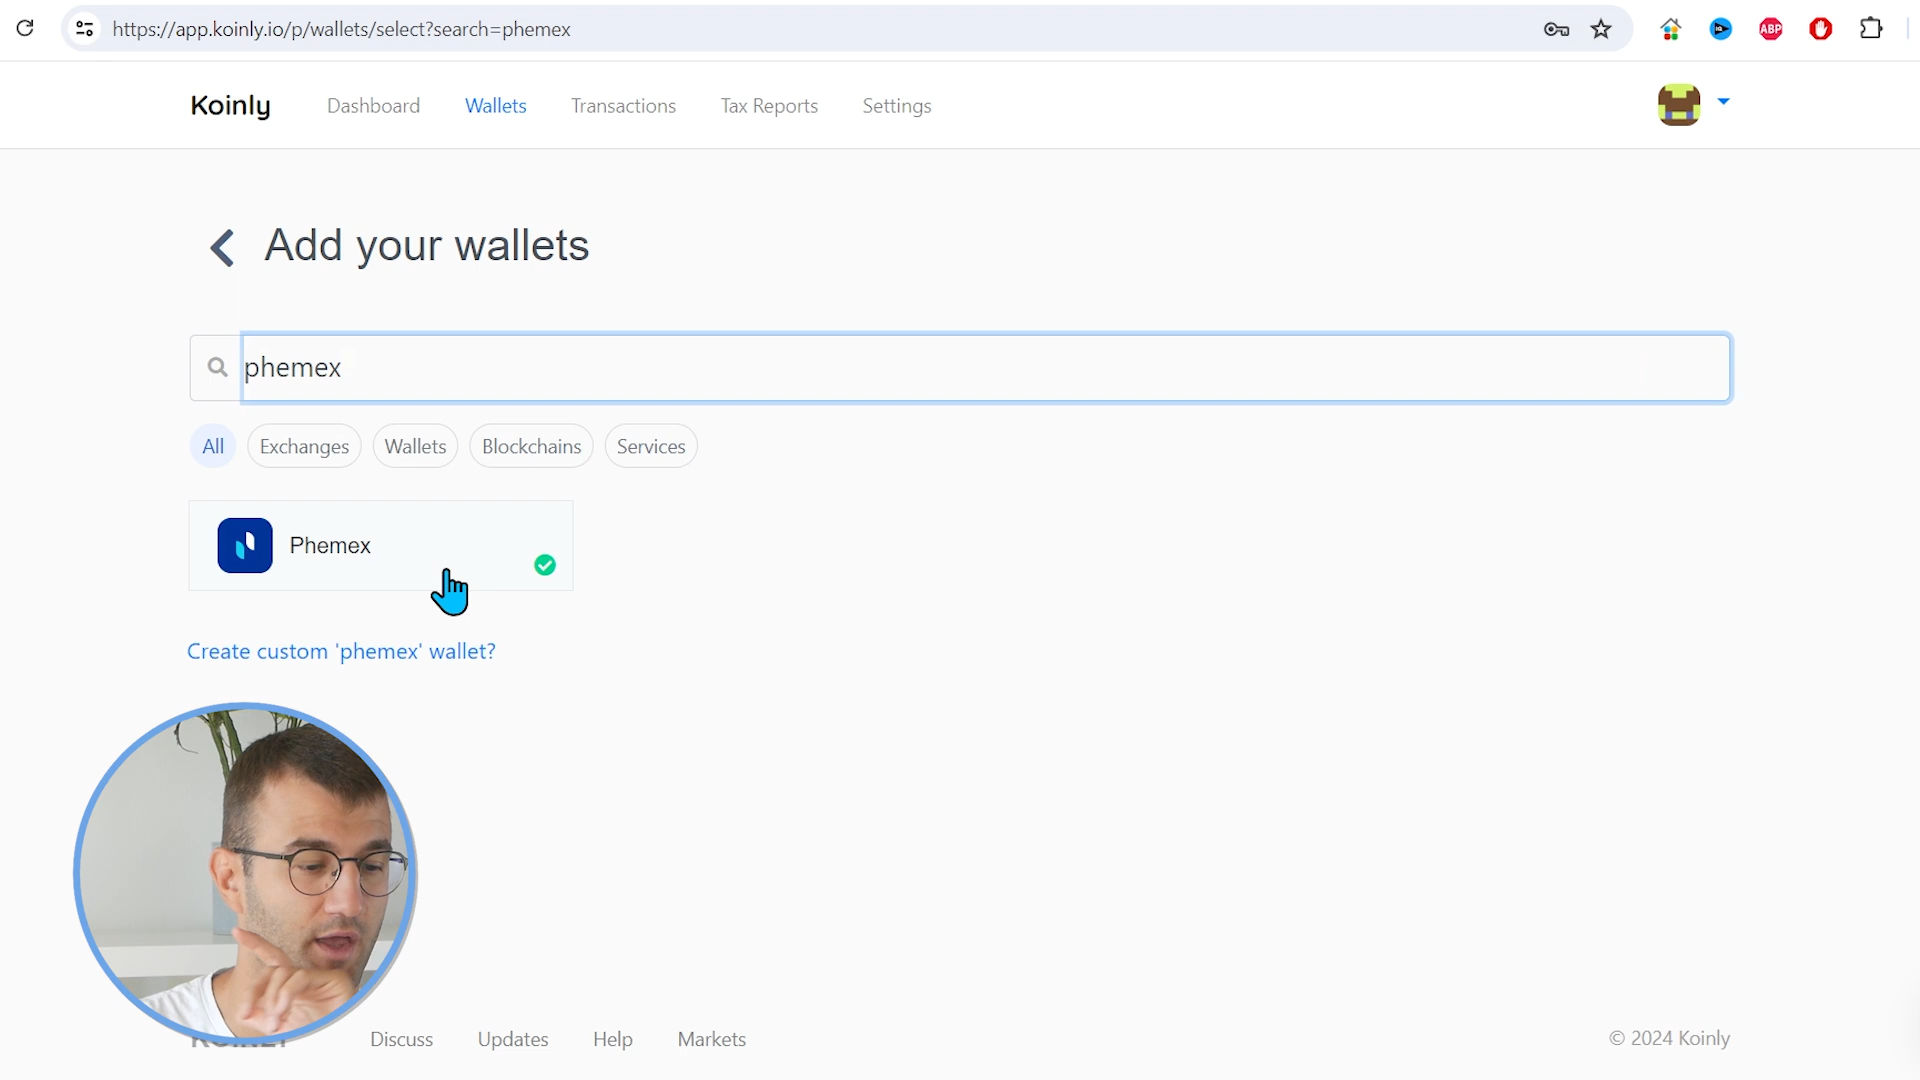 https://app.koinly.io/p/wallets/select?search=phemex
ABP
Koinly
Dashboard
Wallets
Transactions
Tax Reports
Settings
Add your wallets
phemex
All
Exchanges
Wallets
Blockchains
Services
Phemex
Create custom 'phemex' wallet?
Discuss
Updates
Help
Markets
© 2024 Koinly